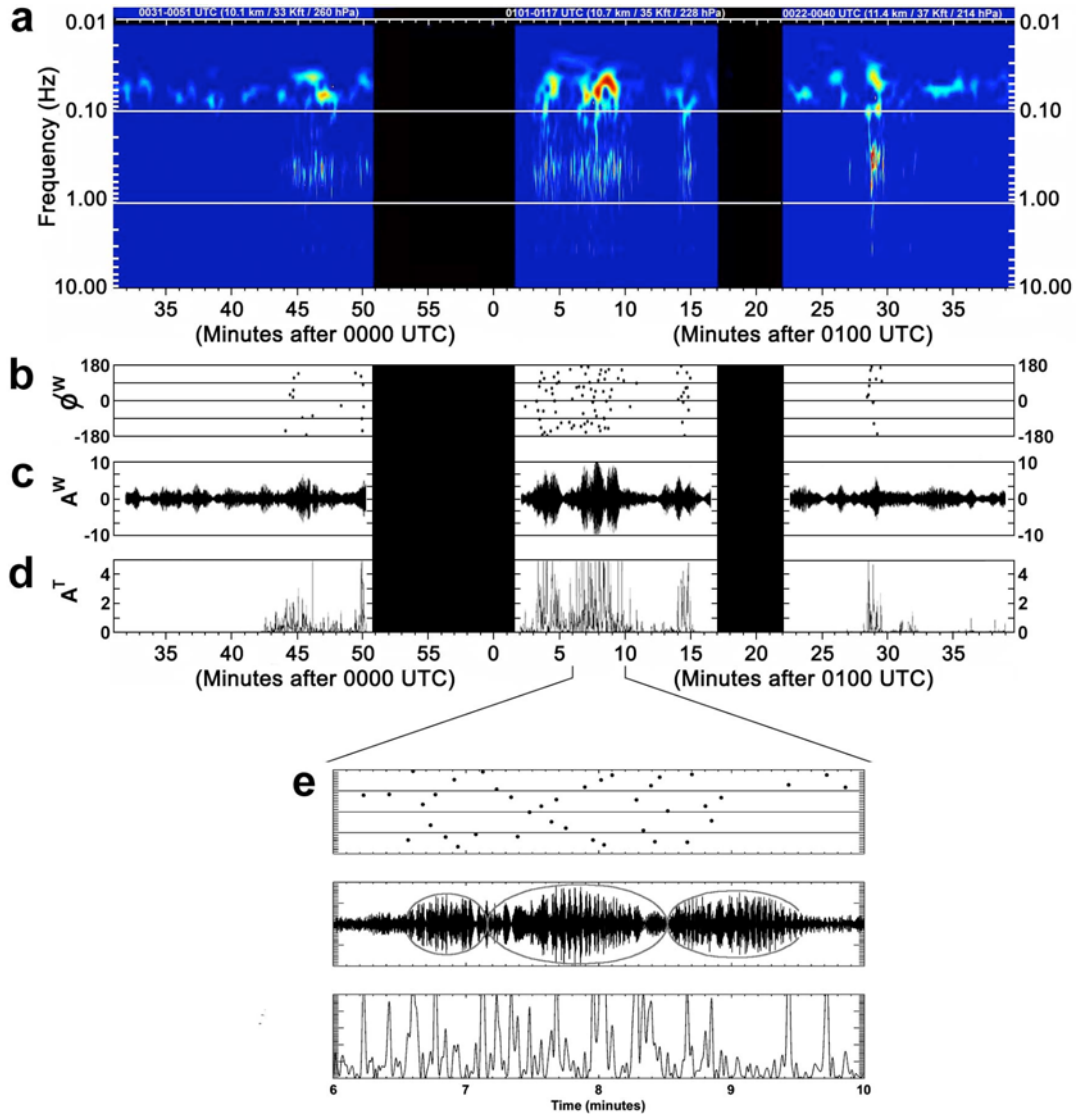 a
0031-0051 UTC (10.1 km / 33 Kft / 260 hPa) 0101-0117 UTC (10.7 km / 35 Kft / 228 hPa) 0022-0040 UTC (11.4 km / 37 Kft / 214 hPa)
0.01 0.01
Frequency (Hz)
0.10 0.10
1.00 1.00
10.00 10.00
35 40 45 50 55 0 5 10 15 20 25 30 35
(Minutes after 0000 UTC) (Minutes after 0100 UTC)
b
ϕW
180 180
0 0
-180 -180
c
AW
10 10
0 0
-10 -10
d
AT
4 4
2 2
0 0
35 40 45 50 55 0 5 10 15 20 25 30 35
(Minutes after 0000 UTC) (Minutes after 0100 UTC)
e
6 7 8 9 10
Time (minutes)